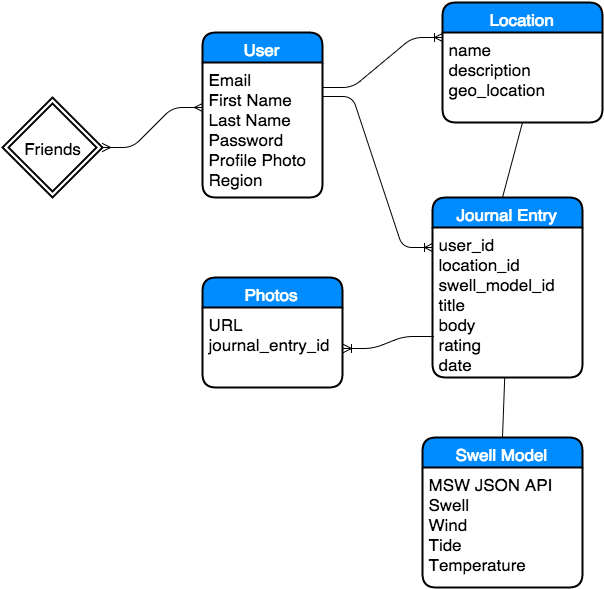 Location
name
description
geo_location
User
Email
First Name
Last Name
Password
Profile Photo
Region
Friends
Journal Entry
user_id
location_id
swell_model_id
title
body
rating
date
Photos
URL
journal_entry_id
Swell Model
MSW JSON API
Swell
Wind
Tide
Temperature